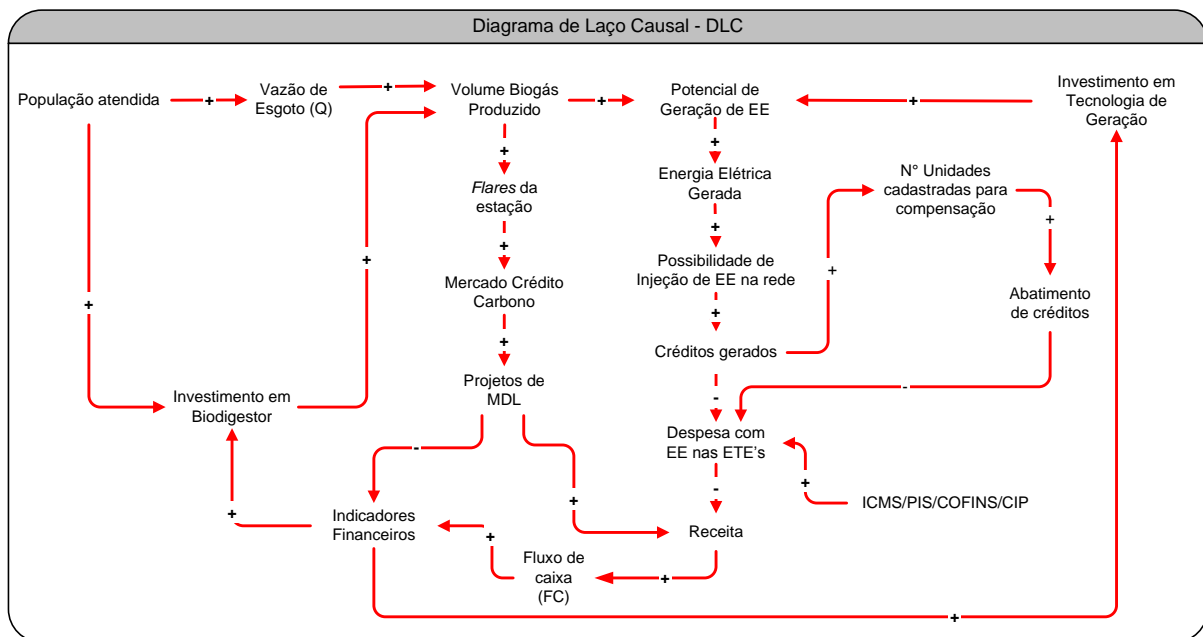 Diagrama de Laço Causal - DLC
População atendida
+
Vazão de
Esgoto (Q)
+
Volume Biogás
Produzido
+
Potencial de
Geração de EE
+
Investimento em
Tecnologia de
Geração
+
+
Flares da
estação
Energia Elétrica
Gerada
N° Unidades
cadastradas para
compensação
+
+
+
+
+
+
Mercado Crédito
Carbono
Possibilidade de
Injeção de EE na rede
Abatimento
de créditos
+
+
+
Créditos gerados
Projetos de
MDL
Investimento em
Biodigestor
-
-
Despesa com
EE nas ETE's
-
-
+
+
ICMS/PIS/COFINS/CIP
+
Indicadores
Financeiros
Receita
+
Fluxo de
caixa
(FC)
+
+